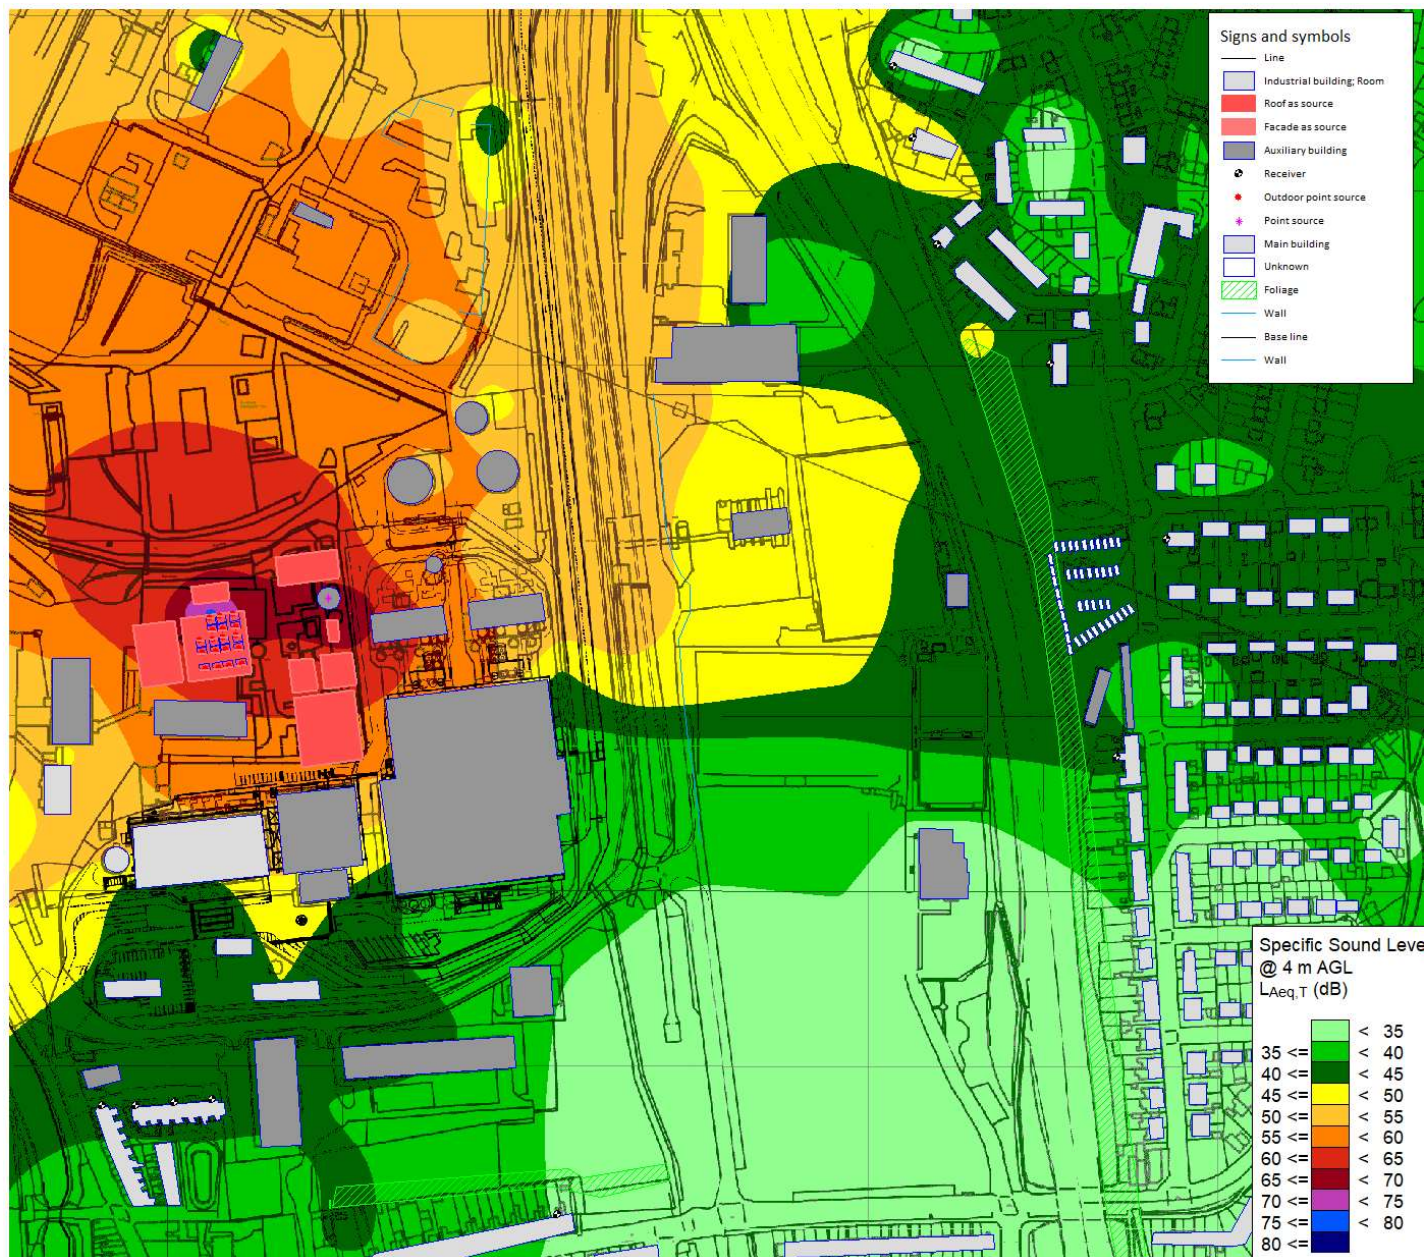 Signs and symbols
Line
Industrial building; Room
Roof as source
Facade as source
Auxiliary building
Receiver
Outdoor point source
Point source
Main building
Unknown
Foliage
Wall
Base line
Wall
Specific Sound Leve
@ 4 m AGL
LAeq,T (dB)
< 35
35 <= < 40
40 <= < 45
45 <= < 50
50 <= < 55
55 <= < 60
60 <= < 65
65 <= < 70
70 <= < 75
75 <= < 80
80 <=